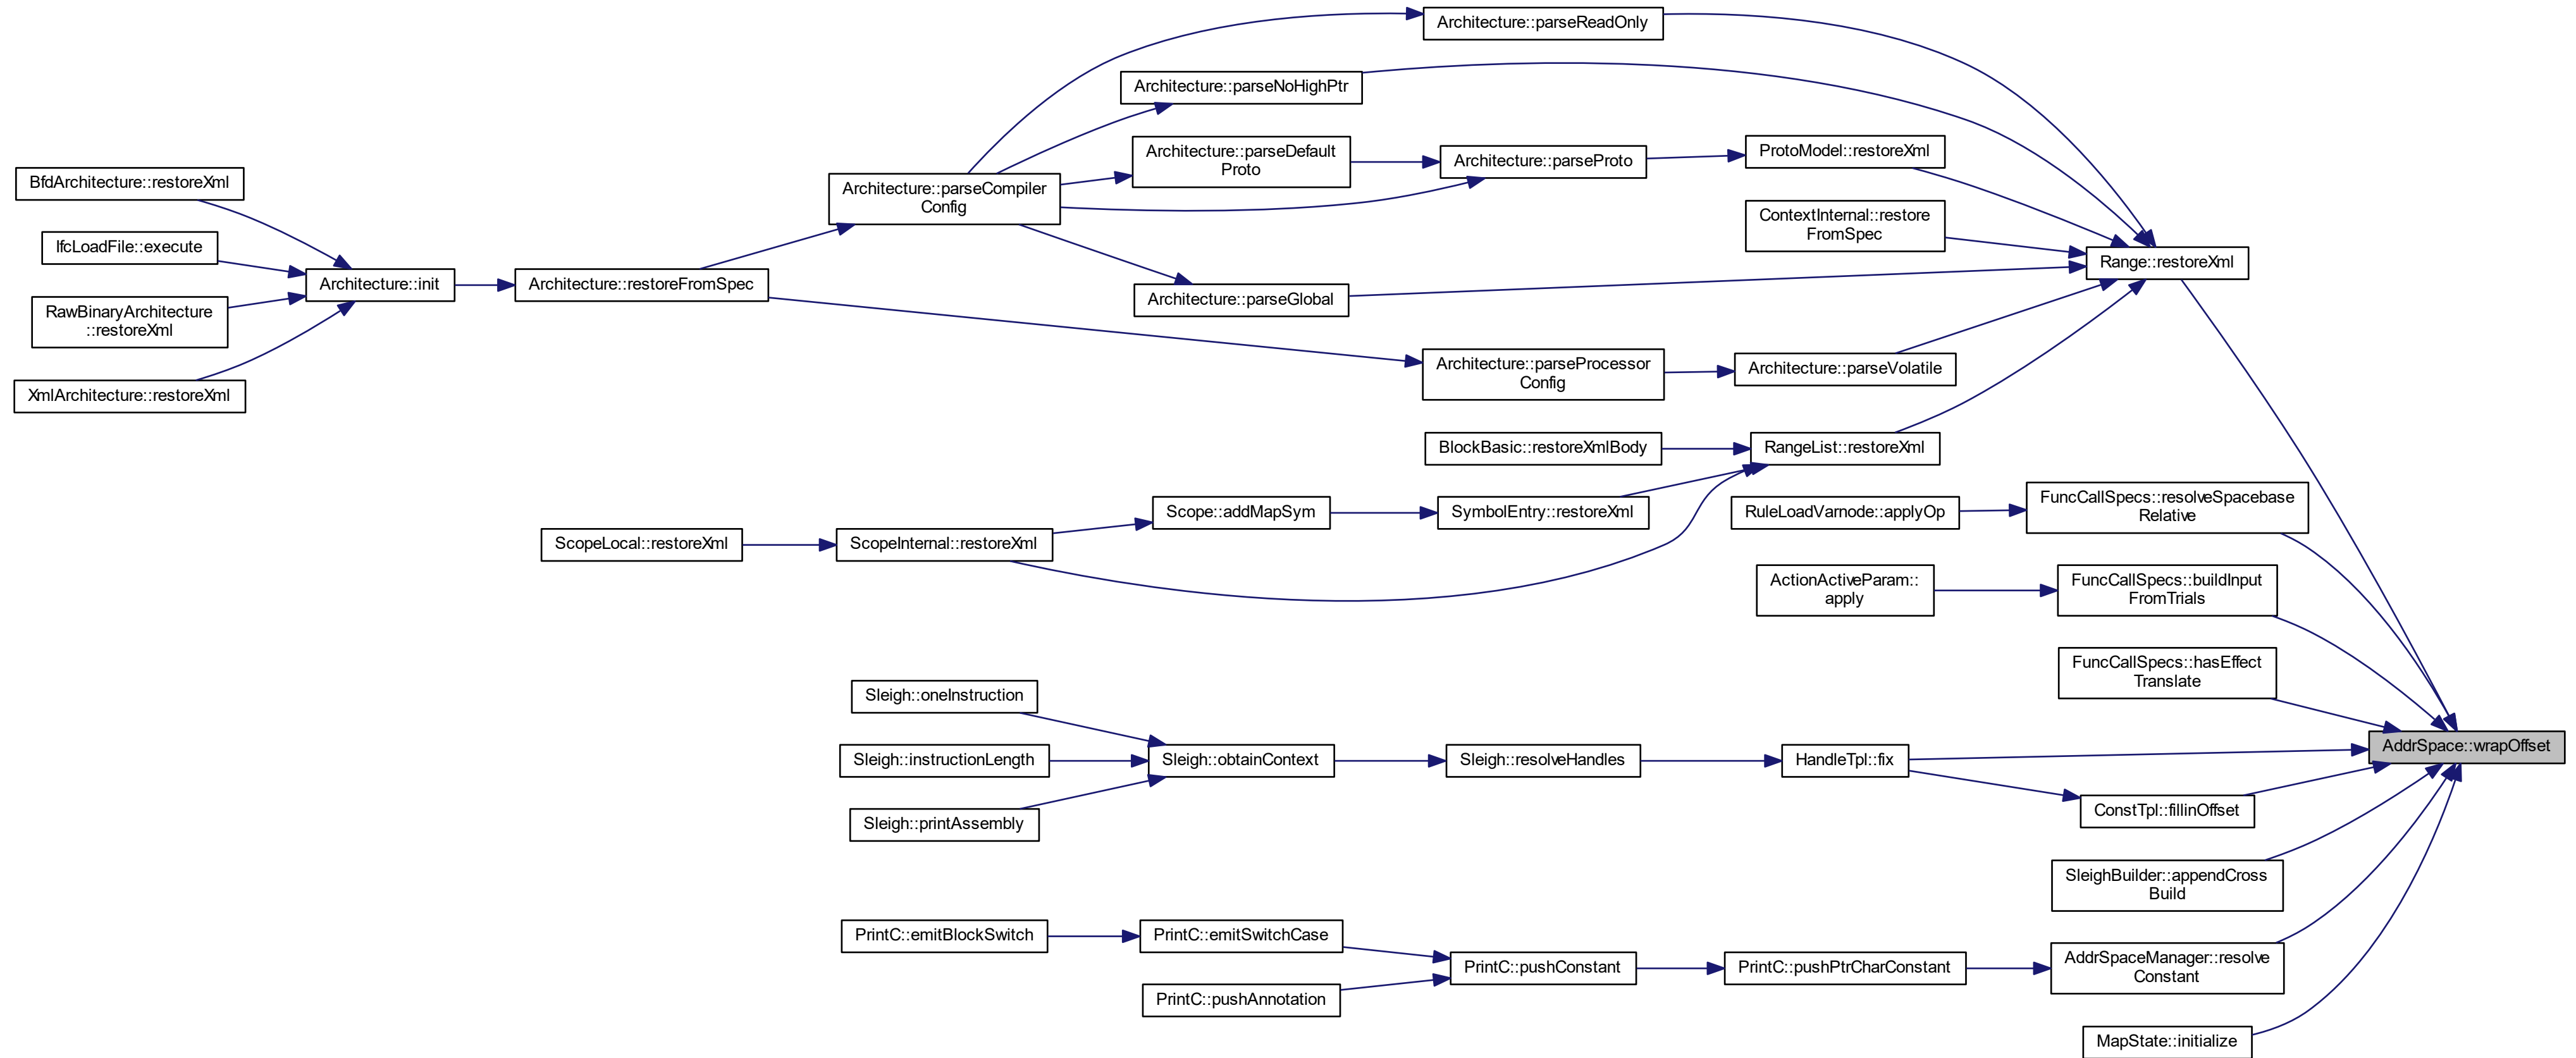 Architecture::parseReadOnly
Architecture::parseNoHighPtr
Architecture::parseDefault
Proto
Architecture::parseProto
ProtoModel::restoreXml
BfdArchitecture::restoreXml
Architecture::parseCompiler
Config
ContextInternal::restore
FromSpec
IfcLoadFile::execute
Range::restoreXml
Architecture::init
Architecture::restoreFromSpec
Architecture::parseGlobal
RawBinaryArchitecture
::restoreXml
Architecture::parseProcessor
Config
Architecture::parseVolatile
XmlArchitecture::restoreXml
BlockBasic::restoreXmlBody
RangeList::restoreXml
FuncCallSpecs::resolveSpacebase
Relative
RuleLoadVarnode::applyOp
Scope::addMapSym
SymbolEntry::restoreXml
ScopeLocal::restoreXml
ScopeInternal::restoreXml
ActionActiveParam::
apply
FuncCallSpecs::buildInput
FromTrials
FuncCallSpecs::hasEffect
Translate
Sleigh::oneInstruction
AddrSpace::wrapOffset
Sleigh::instructionLength
Sleigh::obtainContext
Sleigh::resolveHandles
HandleTpl::fix
ConstTpl::fillinOffset
Sleigh::printAssembly
SleighBuilder::appendCross
Build
PrintC::emitBlockSwitch
PrintC::emitSwitchCase
PrintC::pushConstant
PrintC::pushPtrCharConstant
AddrSpaceManager::resolve
Constant
PrintC::pushAnnotation
MapState::initialize